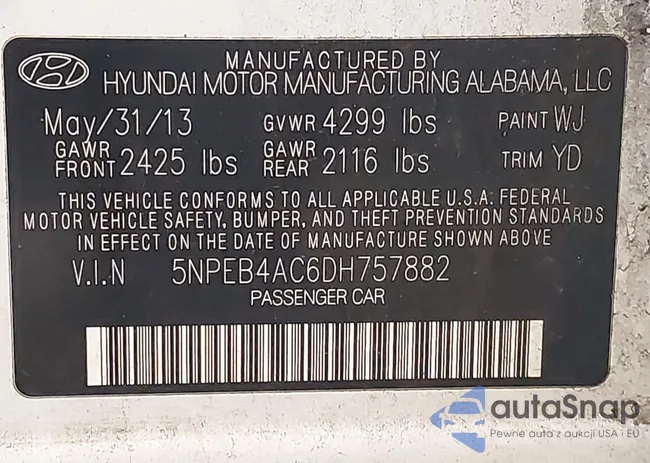 MANUFACTURED BY
HYUNDAI MOTOR MANUFACTURING ALABAMA, LLC
May/31/13 GVWR 4299 lbs PAINT WJ
GAWR FRONT 2425 lbs GAWR REAR 2116 lbs TRIM YD
THIS VEHICLE CONFORMS TO ALL APPLICABLE U.S.A. FEDERAL
MOTOR VEHICLE SAFETY, BUMPER, AND THEFT PREVENTION STANDARDS
IN EFFECT ON THE DATE OF MANUFACTURE SHOWN ABOVE
V.I.N 5NPEB4AC6DH757882
PASSENGER CAR
autaSnap
Pewne auta z aukcji USA i EU